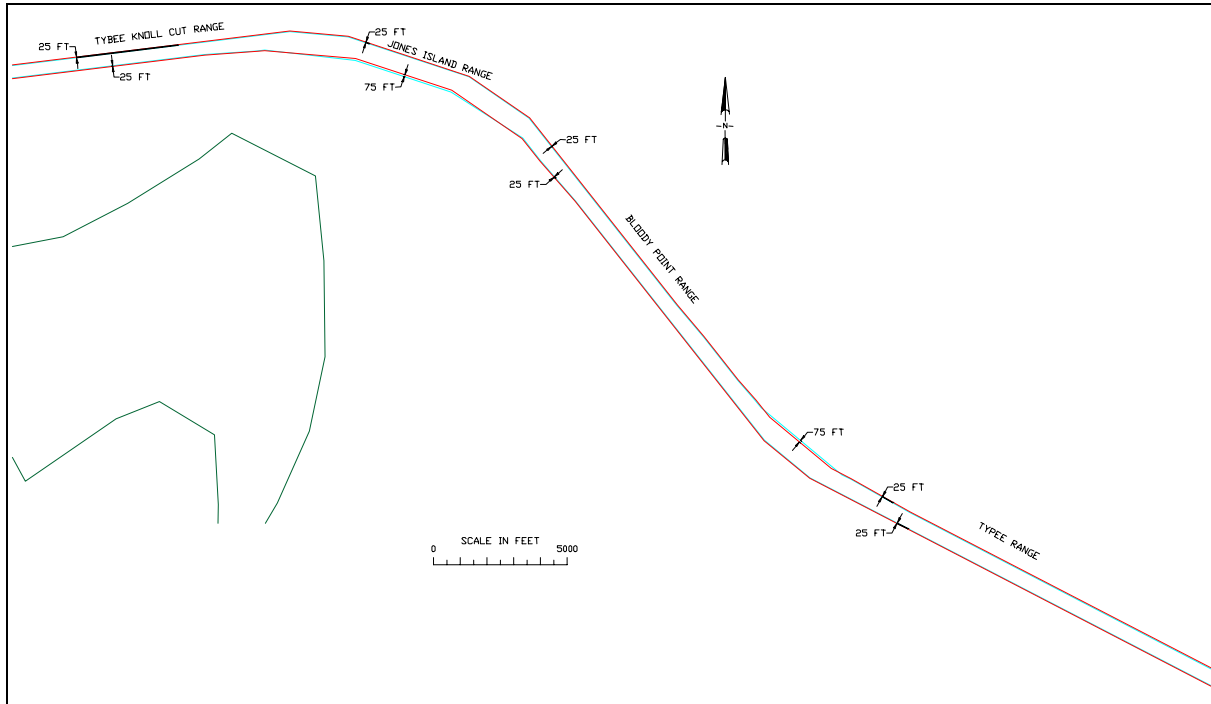 TYBEE KNOLL CUT RANGE
25 FT
25 FT
25 FT
JONES ISLAND RANGE
75 FT
25 FT
25 FT
N
BLOODY POINT RANGE
75 FT
25 FT
25 FT
TYPEE RANGE
SCALE IN FEET
0 5000